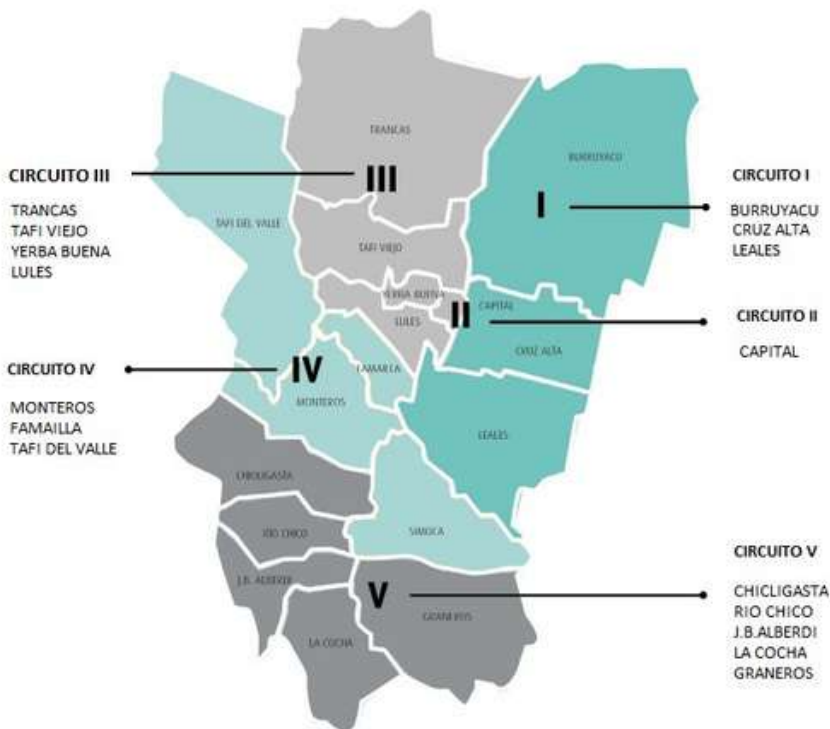 CIRCUITO III
TRANCAS
TAFI VIEJO
YERBA BUENA
LULES
CIRCUITO IV
MONTEROS
FAMAILLA
TAFI DEL VALLE
TRANCAS
III
TAFI DEL VALLE
TAFI VIEJO
YERBA BUENA
LULES
BURRUYACO
I
CAPITAL
II
CRUZ ALTA
IV
MONTEROS
LEALES
CHICLIGASTA
RIO CHICO
SIMOCA
J.B. ALBERDI
V
GRANEROS
LA COCHA
CIRCUITO I
BURRUYACU
CRUZ ALTA
LEALES
CIRCUITO II
CAPITAL
CIRCUITO V
CHICLIGASTA
RIO CHICO
J.B.ALBERDI
LA COCHA
GRANEROS